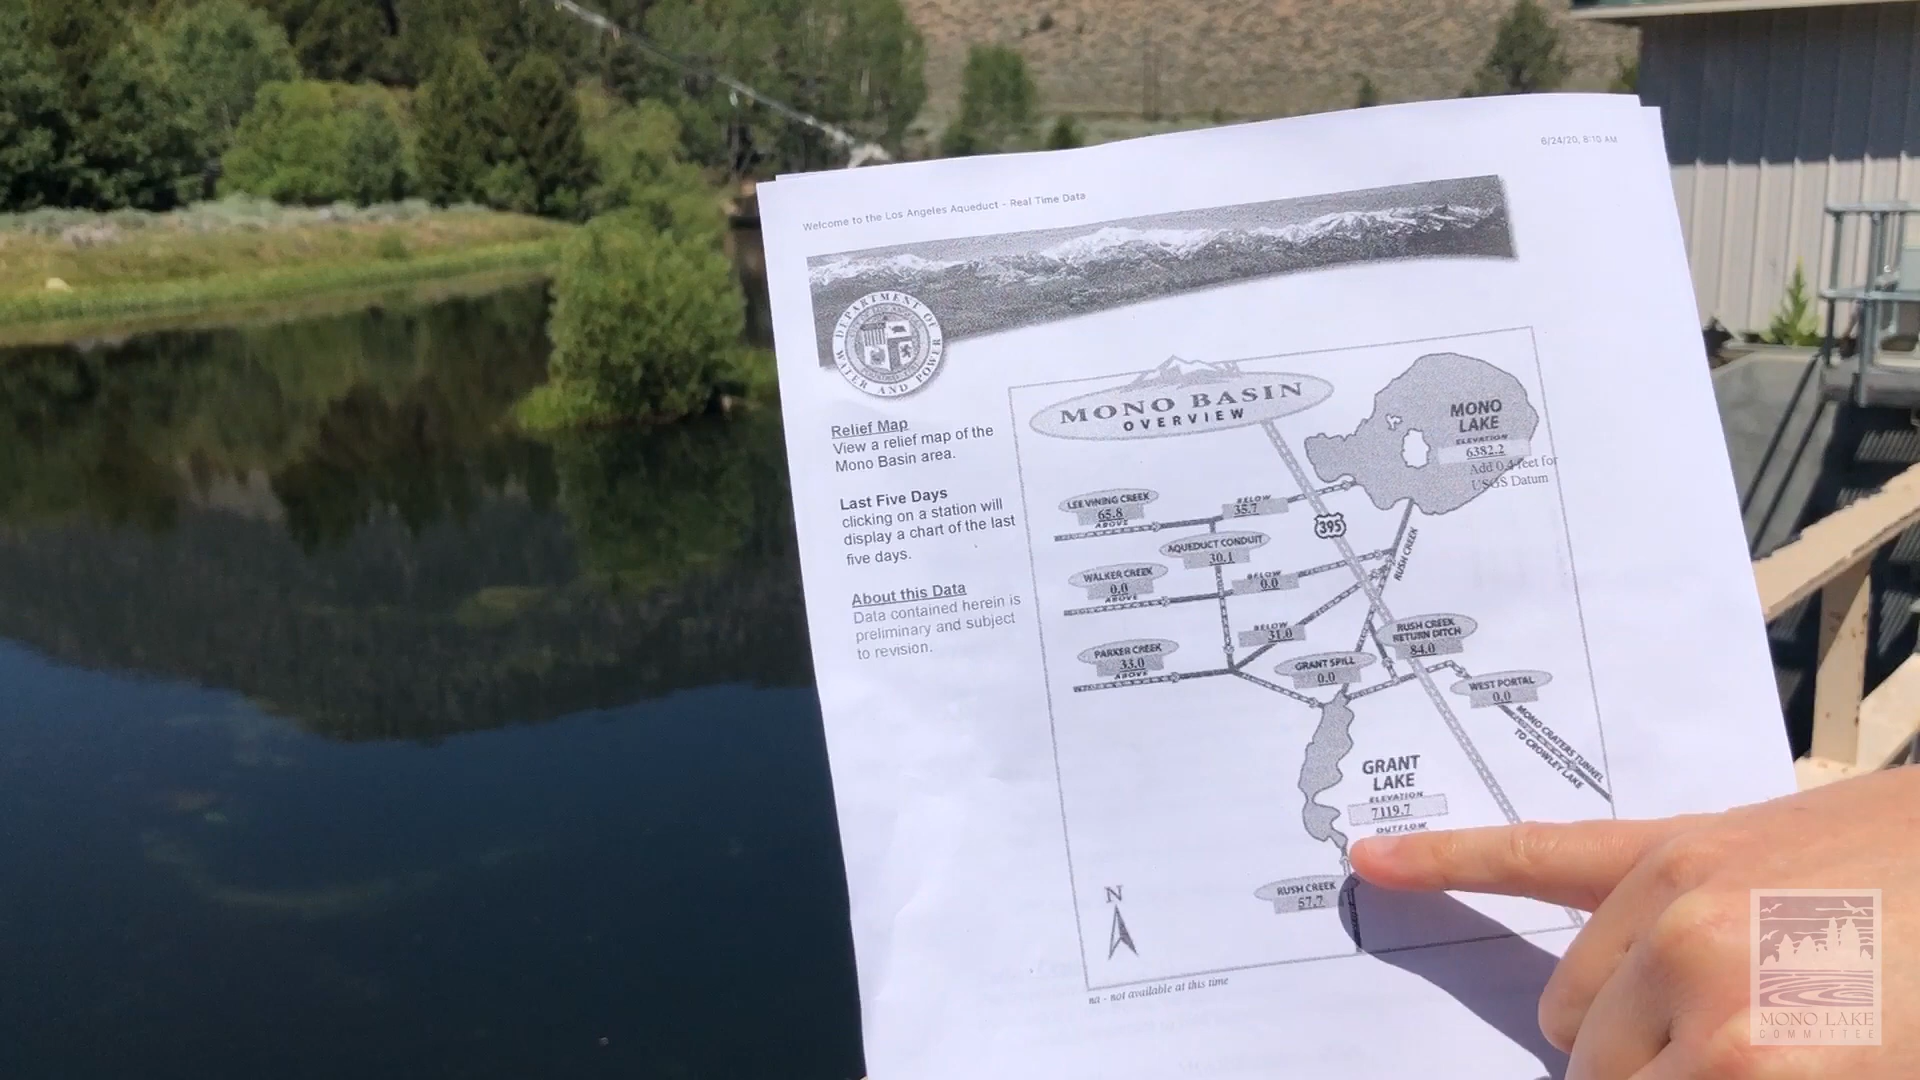 6/24/20, 8:10 AM
Welcome to the Los Angeles Aqueduct - Real Time Data
DEPARTMENT OF
WATER AND POWER
Relief Map
View a relief map of the
Mono Basin area.
Last Five Days
clicking on a station will
display a chart of the last
five days.
About this Data
Data contained herein is
preliminary and subject
to revision.
MONO BASIN
OVERVIEW
MONO
LAKE
ELEVATION
6382.2
Add 0.4 feet for
USGS Datum
395
LEE VINING CREEK
65.8
ABOVE
BELOW
35.7
AQUEDUCT CONDUIT
30.1
WALKER CREEK
0.0
ABOVE
BELOW
0.0
RUSH CREEK
PARKER CREEK
33.0
ABOVE
BELOW
31.0
RUSH CREEK
RETURN DITCH
84.0
GRANT SPILL
0.0
WEST PORTAL
0.0
MONO CRATERS TUNNEL
TO CROWLEY LAKE
GRANT
LAKE
ELEVATION
7119.7
OUTFLOW
RUSH CREEK
57.7
N
na - not available at this time
MONO LAKE
COMMITTEE